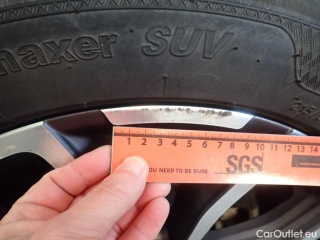 maxer SUV
1 2 3 4 5 6 7 8 9 10 11 12 13 14
YOU NEED TO BE SURE SGS
CarOutlet.eu